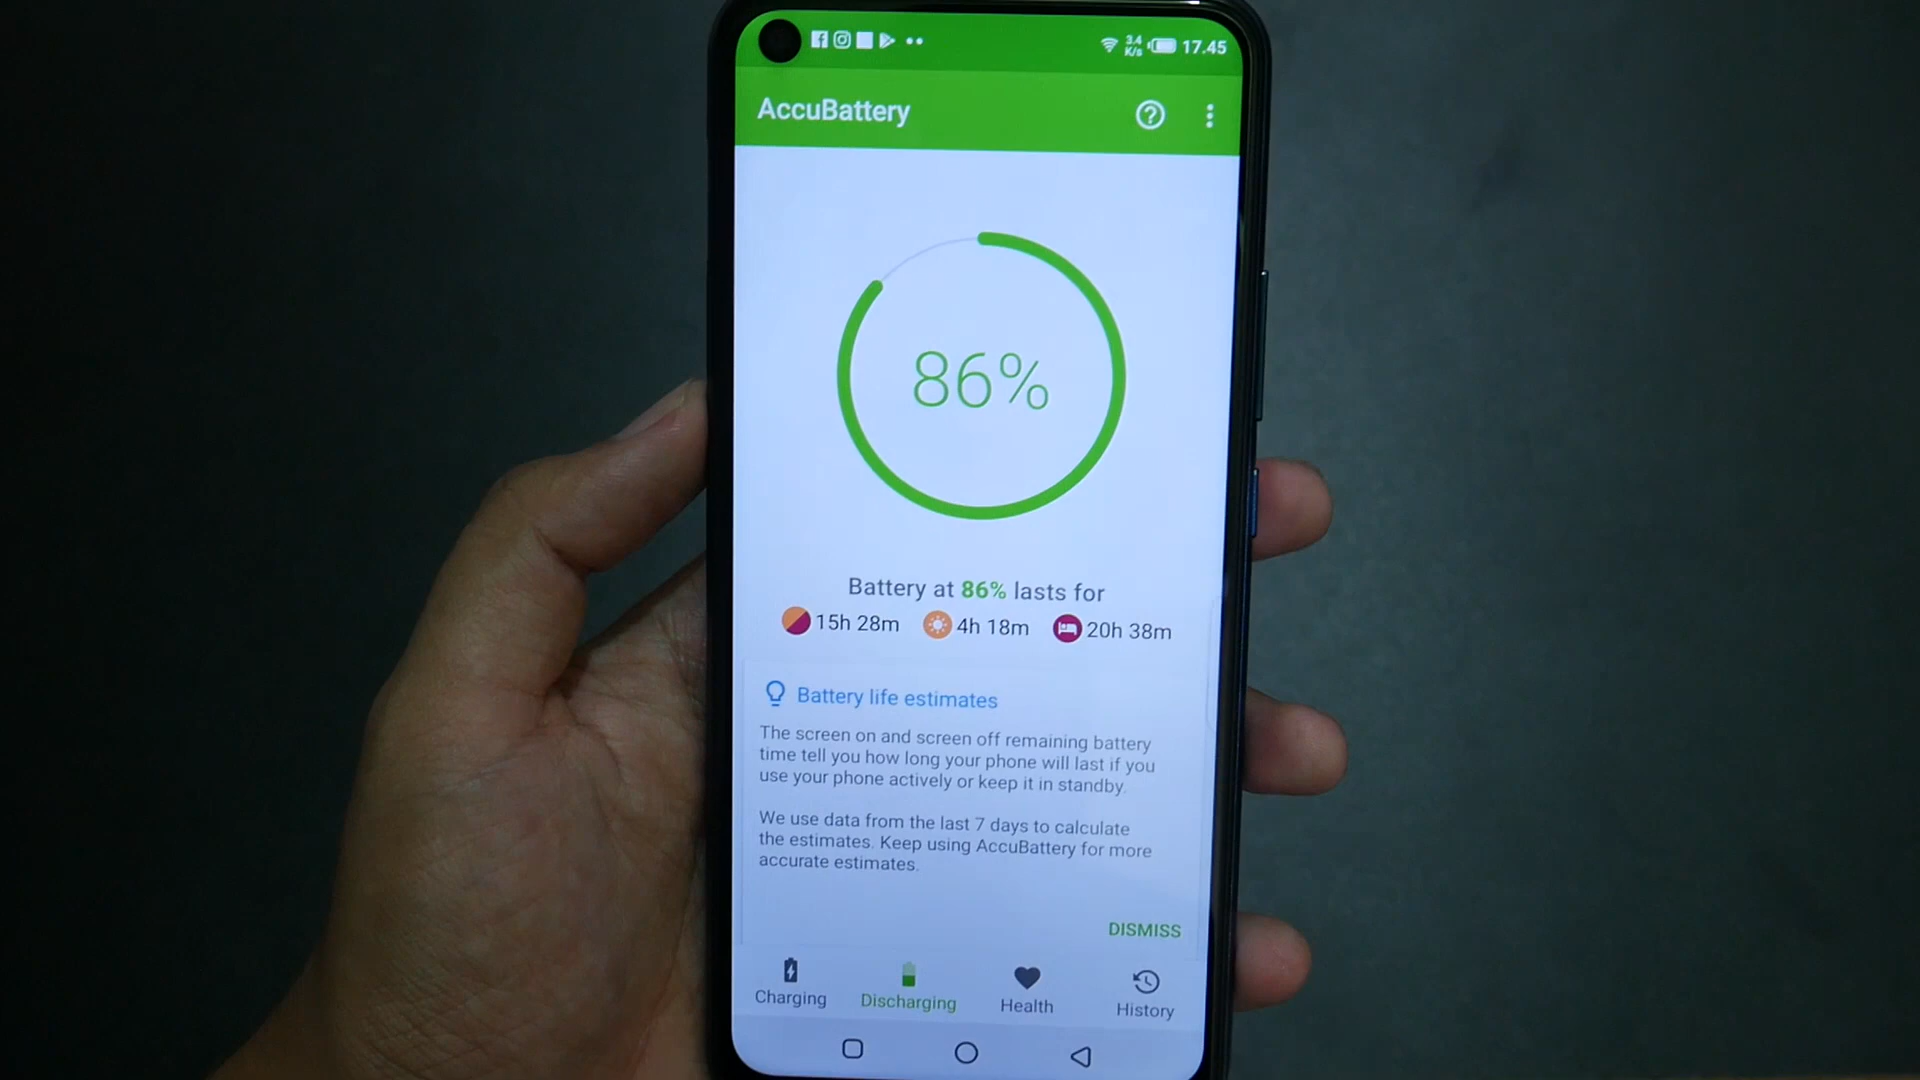 3.4 K/s 17.45
AccuBattery
86%
Battery at 86% lasts for
15h 28m 4h 18m 20h 38m
Battery life estimates
The screen on and screen off remaining battery
time tell you how long your phone will last if you
use your phone actively or keep it in standby.
We use data from the last 7 days to calculate
the estimates. Keep using AccuBattery for more
accurate estimates.
DISMISS
Charging Discharging Health History